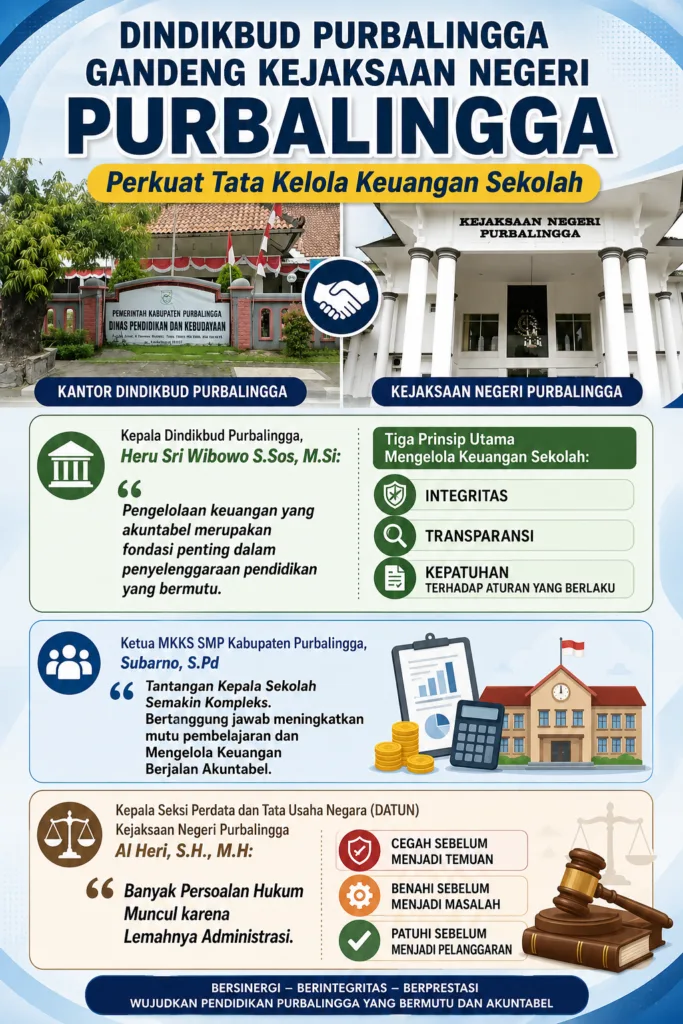 DINDIKBUD PURBALINGGA
GANDENG KEJAKSAAN NEGERI
PURBALINGGA
Perkuat Tata Kelola Keuangan Sekolah
PEMERINTAH KABUPATEN PURBALINGGA
DINAS PENDIDIKAN DAN KEBUDAYAAN
KEJAKSAAN NEGERI
PURBALINGGA
KANTOR DINDIKBUD PURBALINGGA
KEJAKSAAN NEGERI PURBALINGGA
Kepala Dindikbud Purbalingga,
Heru Sri Wibowo S.Sos, M.Si:
“
Pengelolaan keuangan yang
akuntabel merupakan
fondasi penting dalam
penyelenggaraan pendidikan
yang bermutu.
Tiga Prinsip Utama
Mengelola Keuangan Sekolah:
INTEGRITAS
TRANSPARANSI
KEPATUHAN
TERHADAP ATURAN YANG BERLAKU
Ketua MKKS SMP Kabupaten Purbalingga,
Subarno, S.Pd
“ Tantangan Kepala Sekolah
Semakin Kompleks.
Bertanggung jawab meningkatkan
mutu pembelajaran dan
Mengelola Keuangan
Berjalan Akuntabel.
Kepala Seksi Perdata dan Tata Usaha Negara (DATUN)
Kejaksaan Negeri Purbalingga
Al Heri, S.H., M.H:
“ Banyak Persoalan Hukum
Muncul karena
Lemahnya Administrasi.
CEGAH SEBELUM
MENJADI TEMUAN
BENAHI SEBELUM
MENJADI MASALAH
PATUHI SEBELUM
MENJADI PELANGGARAN
BERSINERGI – BERINTEGRITAS – BERPRESTASI
WUJUDKAN PENDIDIKAN PURBALINGGA YANG BERMUTU DAN AKUNTABEL